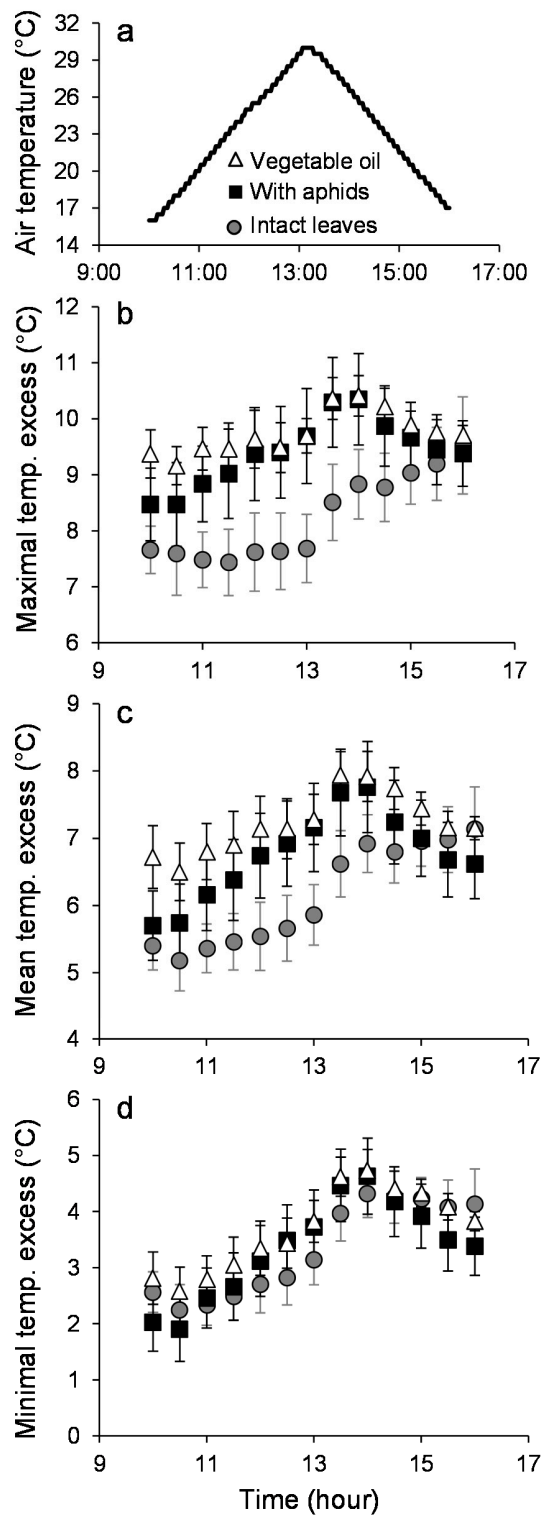 a
Air temperature (°C)
32
29
26
23
20
17
14
Vegetable oil
With aphids
Intact leaves
9:00 11:00 13:00 15:00 17:00
b
Maximal temp. excess (°C)
12
11
10
9
8
7
6
9 11 13 15 17
c
Mean temp. excess (°C)
9
8
7
6
5
4
9 11 13 15 17
d
Minimal temp. excess (°C)
6
5
4
3
2
1
0
9 11 13 15 17
Time (hour)